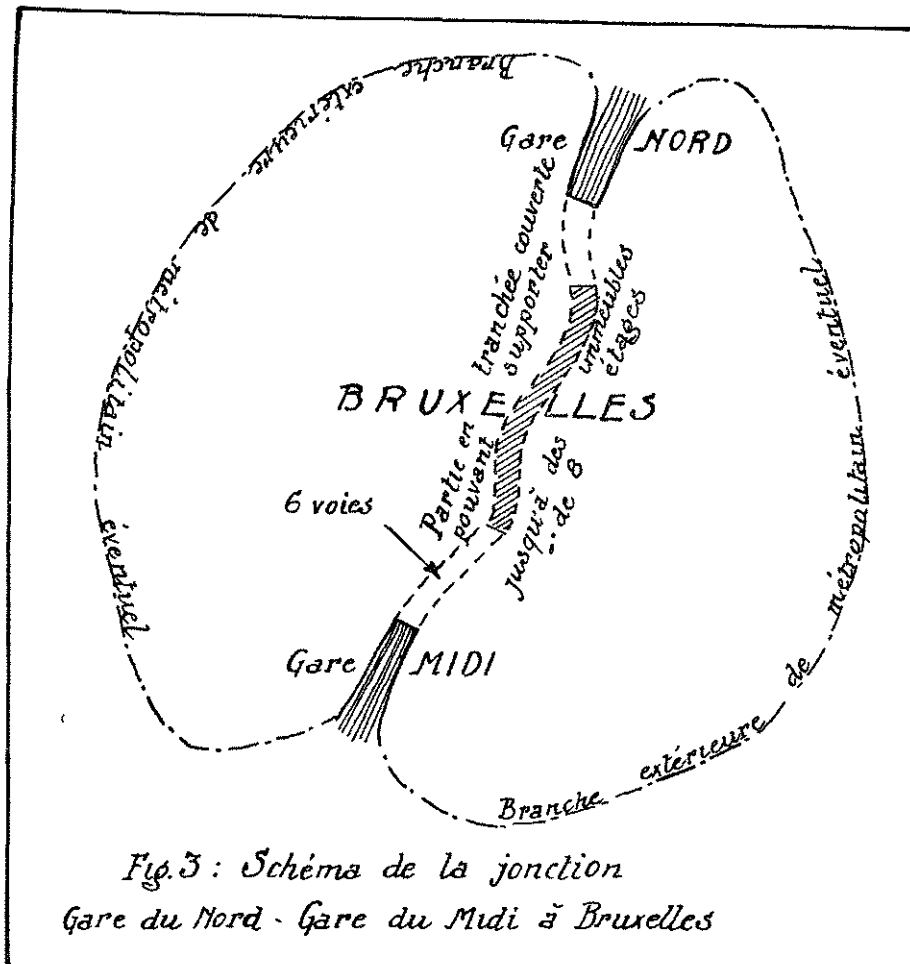 Branche extérieure de métropolitain éventuel
Gare NORD
Partie en tranchée couverte
pouvant supporter
jusqu'à des immeubles
de 8 étages
BRUXELLES
6 voies
Gare MIDI
Branche extérieure de métropolitain éventuel
Fig. 3 : Schéma de la jonction
Gare du Nord - Gare du Midi à Bruxelles